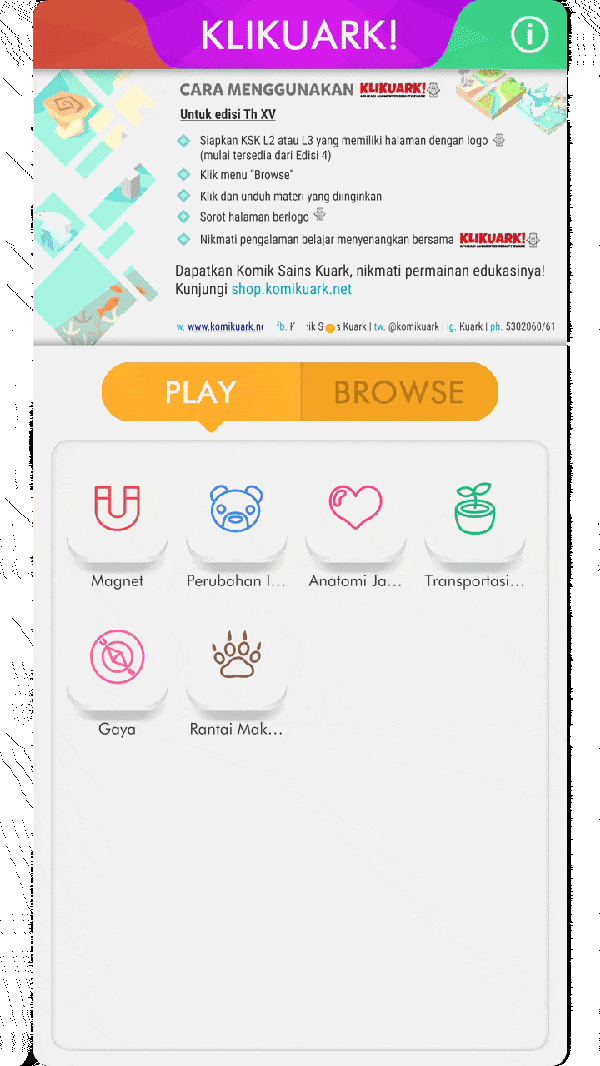 KLIKUARK!
CARA MENGGUNAKAN KLIKUARK!
Untuk edisi Th XV
Siapkan KSK L2 atau L3 yang memiliki halaman dengan logo
(mulai tersedia dari Edisi 4)
Klik menu "Browse"
Klik dan unduh materi yang diinginkan
Sorot halaman berlogo
Nikmati pengalaman belajar menyenangkan bersama KLIKUARK!
Dapatkan Komik Sains Kuark, nikmati permainan edukasinya!
Kunjungi shop.komikuark.net
w. www.komikuark.ne fb. Kuark | tw. @komikuark ig. Kuark | ph. 5302060/61
PLAY BROWSE
Magnet Perubahan I... Anatomi Ja... Transportasi...
Gaya Rantai Mak...